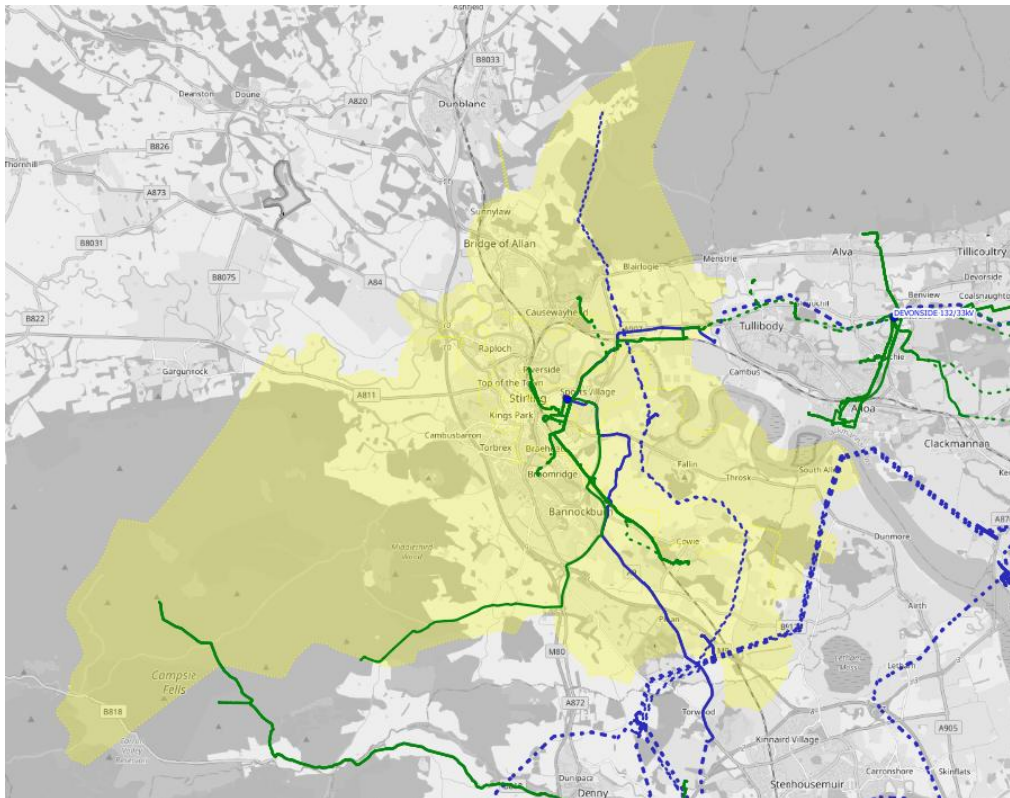 Ashfield
B8033
Deanston
Doune
A820
Dunblane
B826
Thornhill
A873
Sunnylaw
B8031
Bridge of Allan
Menstrie
Alva
Tillicoultry
B8075
A84
Blairlogie
Devonside
Benview
Coalsnaughton
B822
Causewayhead
A907
Tullibody
DEVONSIDE 132/33kV
Raploch
Gargunnock
Riverside
Cambus
A811
Top of the Town
Sports Village
Stirling
Alloa
Kings Park
Cambusbarron
Torbrex
Braehead
Clackmannan
Broomridge
Fallin
Throsk
South Alloa
Bannockburn
A876
Dunmore
Cowie
Airth
Plean
M80
M9
Letham
Campsie
Fells
A872
Torwood
B818
A905
Kinnaird Village
Carronshore
Skinflats
Dunipace
Denny
Stenhousemuir